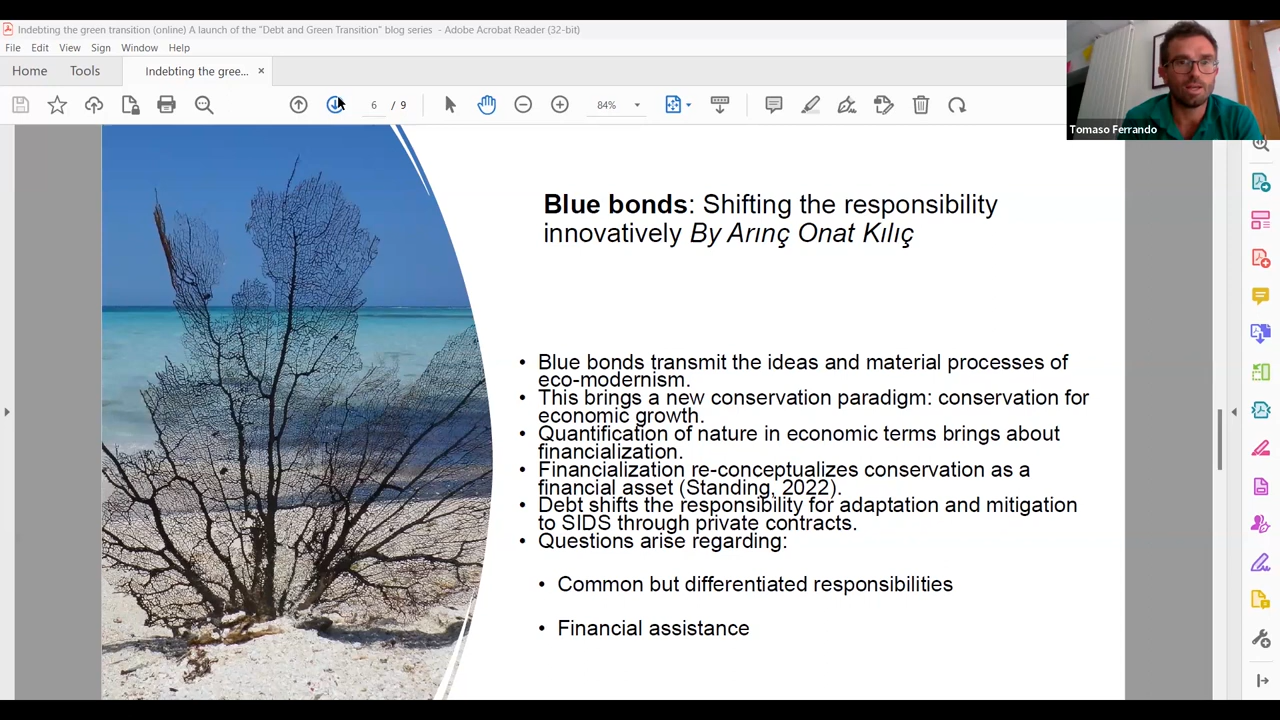 Indebting the green transition (online) A launch of the "Debt and Green Transition" blog series - Adobe Acrobat Reader (32-bit)
File Edit View Sign Window Help
Home Tools Indebting the gree... ×
6 / 9 84%
Tomaso Ferrando
Blue bonds: Shifting the responsibility
innovatively By Arınç Onat Kılıç
• Blue bonds transmit the ideas and material processes of
eco-modernism.
• This brings a new conservation paradigm: conservation for
economic growth.
• Quantification of nature in economic terms brings about
financialization.
• Financialization re-conceptualizes conservation as a
financial asset (Standing, 2022).
• Debt shifts the responsibility for adaptation and mitigation
to SIDS through private contracts.
• Questions arise regarding:
• Common but differentiated responsibilities
• Financial assistance